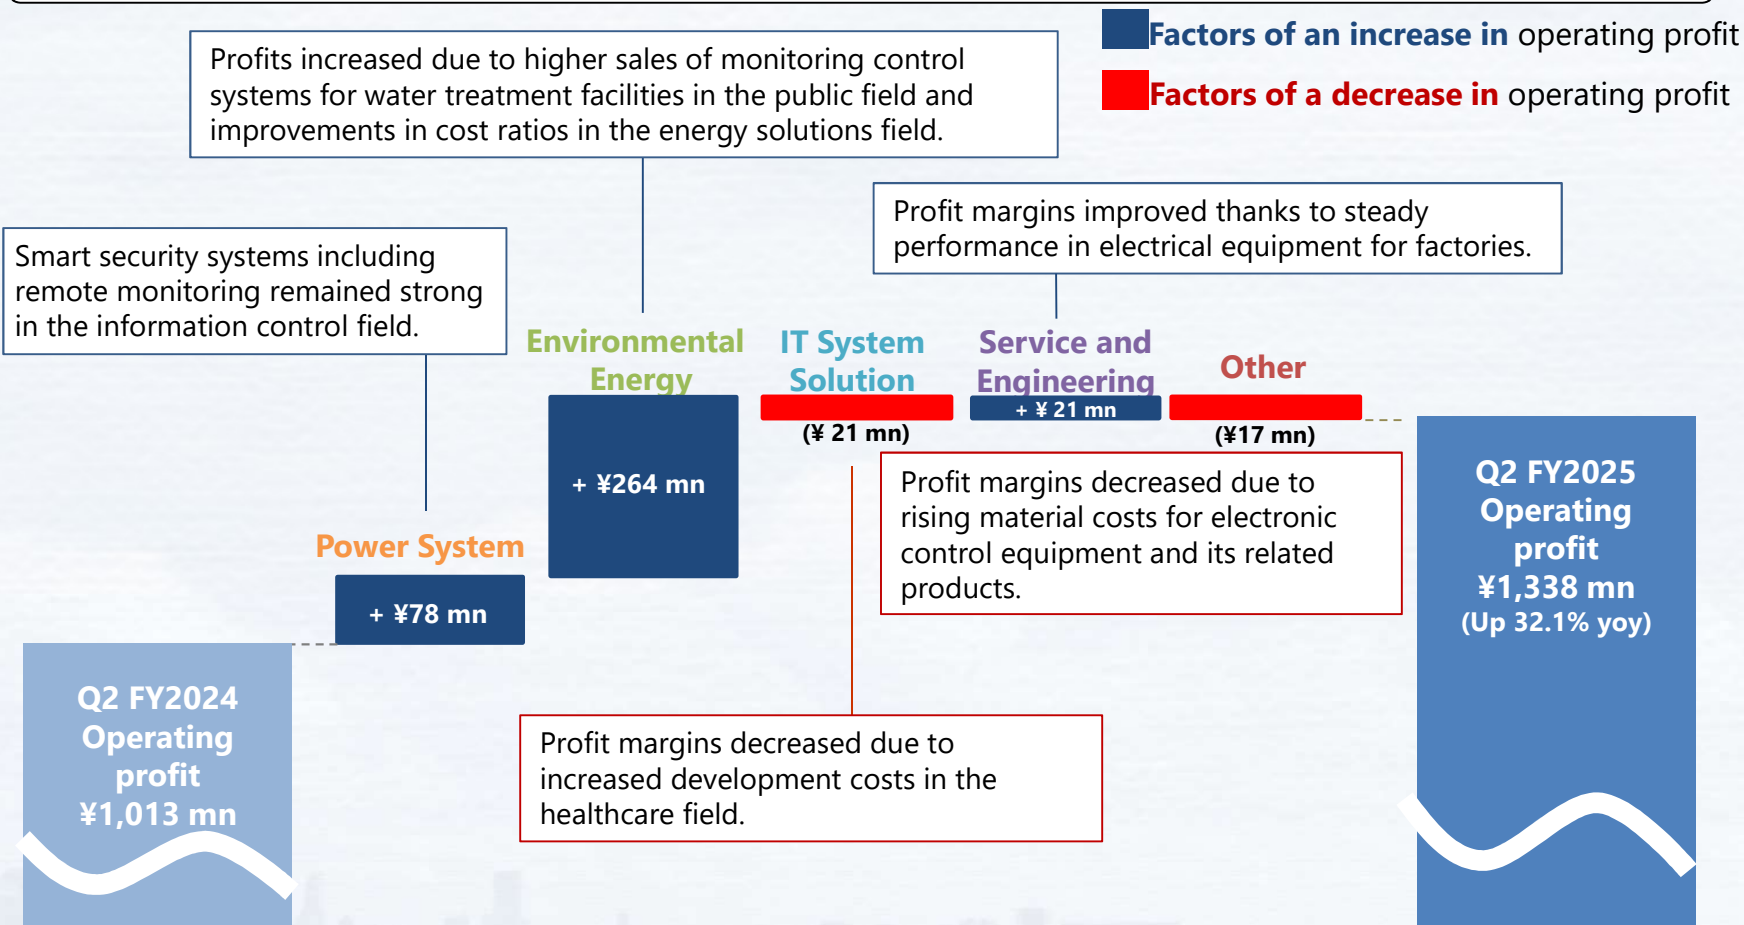 Factors of an increase in operating profit
Factors of a decrease in operating profit
Profits increased due to higher sales of monitoring control
systems for water treatment facilities in the public field and
improvements in cost ratios in the energy solutions field.
Profit margins improved thanks to steady
performance in electrical equipment for factories.
Smart security systems including
remote monitoring remained strong
in the information control field.
Environmental
Energy
IT System
Solution
Service and
Engineering
Other
+ ¥ 21 mn
(¥ 21 mn)
(¥17 mn)
+ ¥264 mn
Profit margins decreased due to
rising material costs for electronic
control equipment and its related
products.
Q2 FY2025
Operating
profit
¥1,338 mn
(Up 32.1% yoy)
Power System
+ ¥78 mn
Q2 FY2024
Operating
profit
¥1,013 mn
Profit margins decreased due to
increased development costs in the
healthcare field.